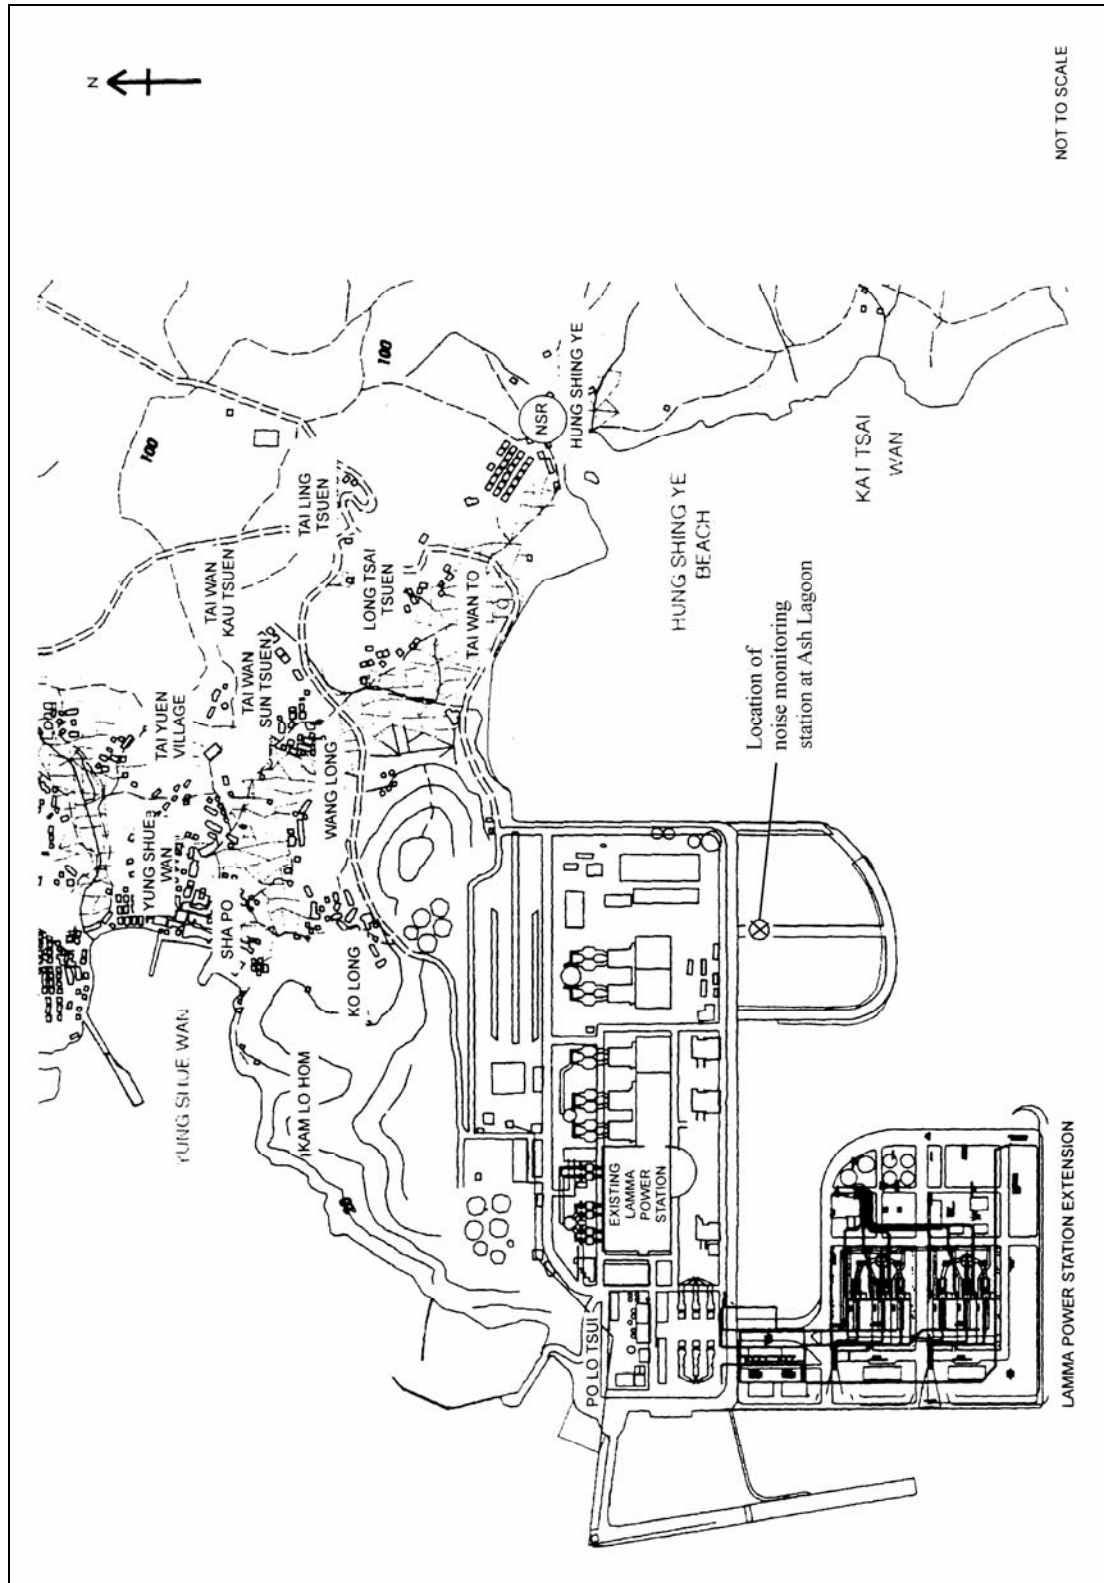 N
NOT TO SCALE
100
100
TAI LING
TSUEN
TAI WAN
KAU TSUEN
LONG TSAI
TSUEN
TAI WAN
SUN TSUEN
TAI WAN TO
TAI YUEN
VILLAGE
WANG LONG
YUNG SHUE
WAN
SHA PO
KO LONG
YUNG SHUE WAN
IKAM LO HOM
NSR
HUNG SHING YE
HUNG SHING YE
BEACH
KAI TSAI
WAN
Location of
noise monitoring
station at Ash Lagoon
EXISTING
LAMMA
POWER
STATION
PO LO TSUI
LAMMA POWER STATION EXTENSION